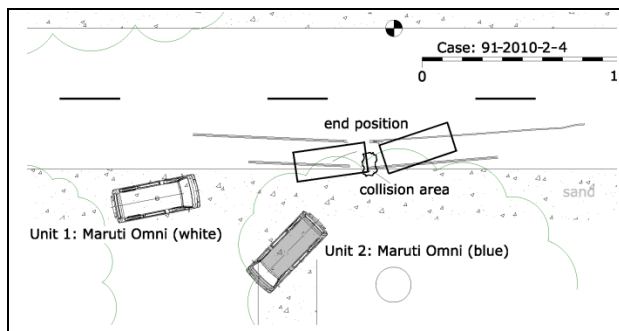 Case: 91-2010-2-4
0
1
end position
collision area
sand
Unit 1: Maruti Omni (white)
Unit 2: Maruti Omni (blue)